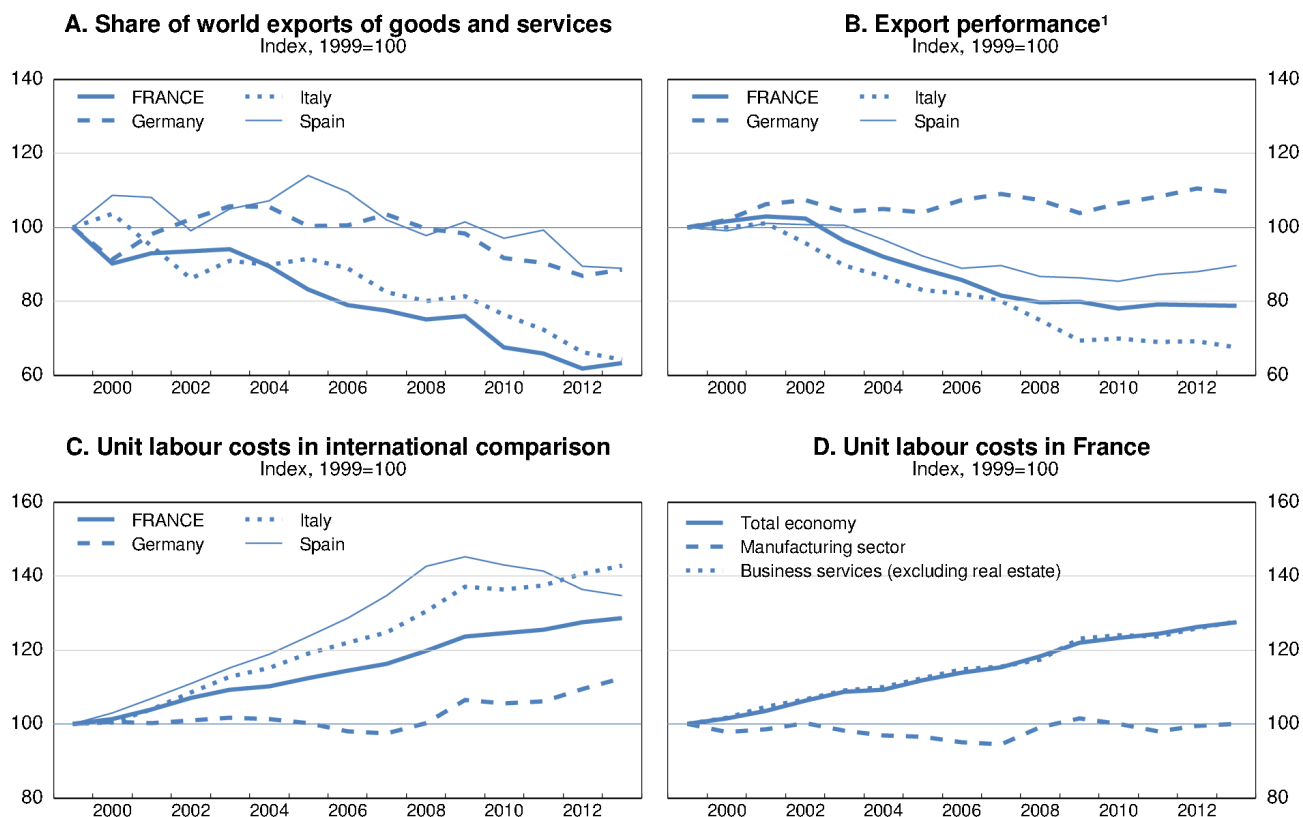 A. Share of world exports of goods and services
Index, 1999=100
140
120
100
80
60
FRANCE
Italy
Germany
Spain
2000 2002 2004 2006 2008 2010 2012
B. Export performance¹
Index, 1999=100
140
120
100
80
60
FRANCE
Italy
Germany
Spain
2000 2002 2004 2006 2008 2010 2012
C. Unit labour costs in international comparison
Index, 1999=100
160
140
120
100
80
FRANCE
Italy
Germany
Spain
2000 2002 2004 2006 2008 2010 2012
D. Unit labour costs in France
Index, 1999=100
160
140
120
100
80
Total economy
Manufacturing sector
Business services (excluding real estate)
2000 2002 2004 2006 2008 2010 2012